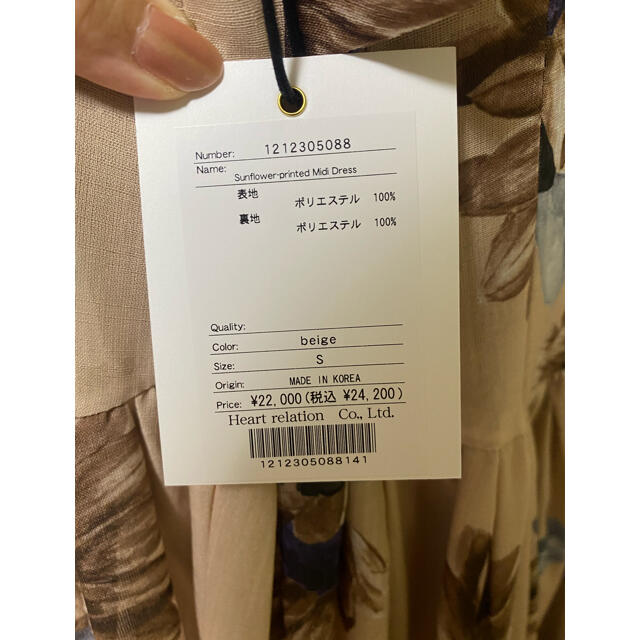 Number: 1212305088
Name: Sunflower-printed Midi Dress
表地 ポリエステル 100%
裏地 ポリエステル 100%
Quality:
Color: beige
Size: S
Origin: MADE IN KOREA
Price: ¥22,000(税込 ¥24,200)
Heart relation Co., Ltd.
1212305088141